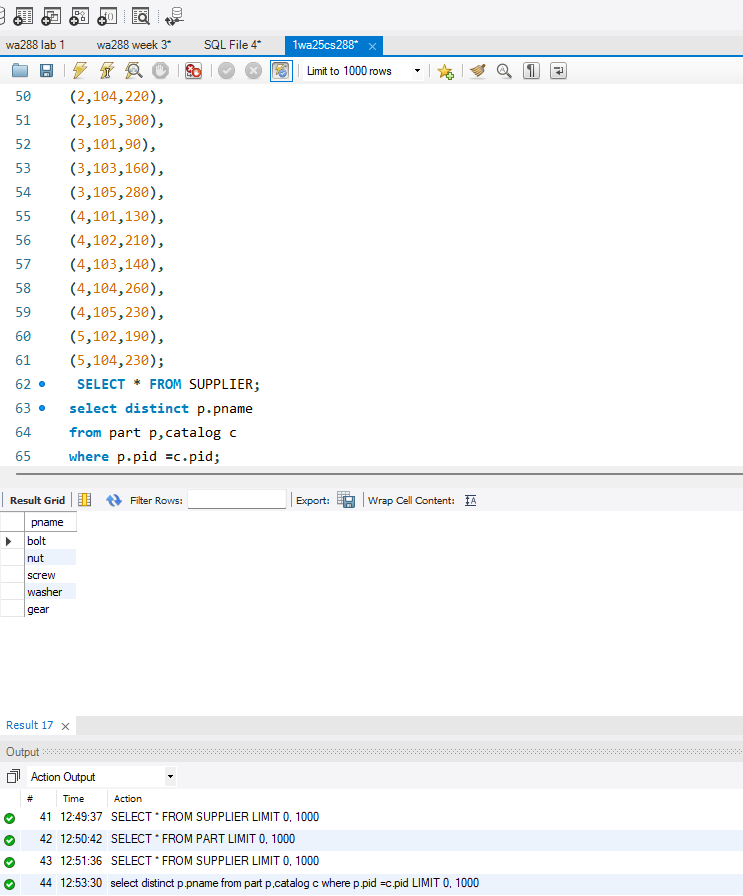 wa288 lab 1 wa288 week 3* SQL File 4* 1wa25cs288*
Limit to 1000 rows
50 (2,104,220),
51 (2,105,300),
52 (3,101,90),
53 (3,103,160),
54 (3,105,280),
55 (4,101,130),
56 (4,102,210),
57 (4,103,140),
58 (4,104,260),
59 (4,105,230),
60 (5,102,190),
61 (5,104,230);
62 SELECT * FROM SUPPLIER;
63 select distinct p.pname
64 from part p,catalog c
65 where p.pid =c.pid;
Result Grid Filter Rows: Export: Wrap Cell Content: IA
pname
bolt
nut
screw
washer
gear
Result 17
Output
Action Output
# Time Action
41 12:49:37 SELECT * FROM SUPPLIER LIMIT 0, 1000
42 12:50:42 SELECT * FROM PART LIMIT 0, 1000
43 12:51:36 SELECT * FROM SUPPLIER LIMIT 0, 1000
44 12:53:30 select distinct p.pname from part p,catalog c where p.pid =c.pid LIMIT 0, 1000